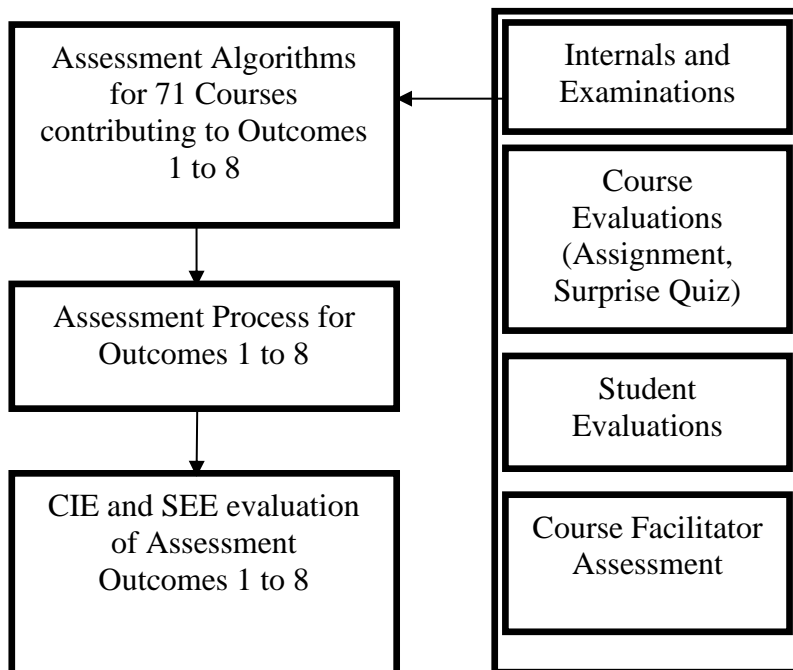 Assessment Algorithms
for 71 Courses
contributing to Outcomes
1 to 8
Assessment Process for
Outcomes 1 to 8
CIE and SEE evaluation
of Assessment
Outcomes 1 to 8
Internals and
Examinations
Course
Evaluations
(Assignment,
Surprise Quiz)
Student
Evaluations
Course Facilitator
Assessment